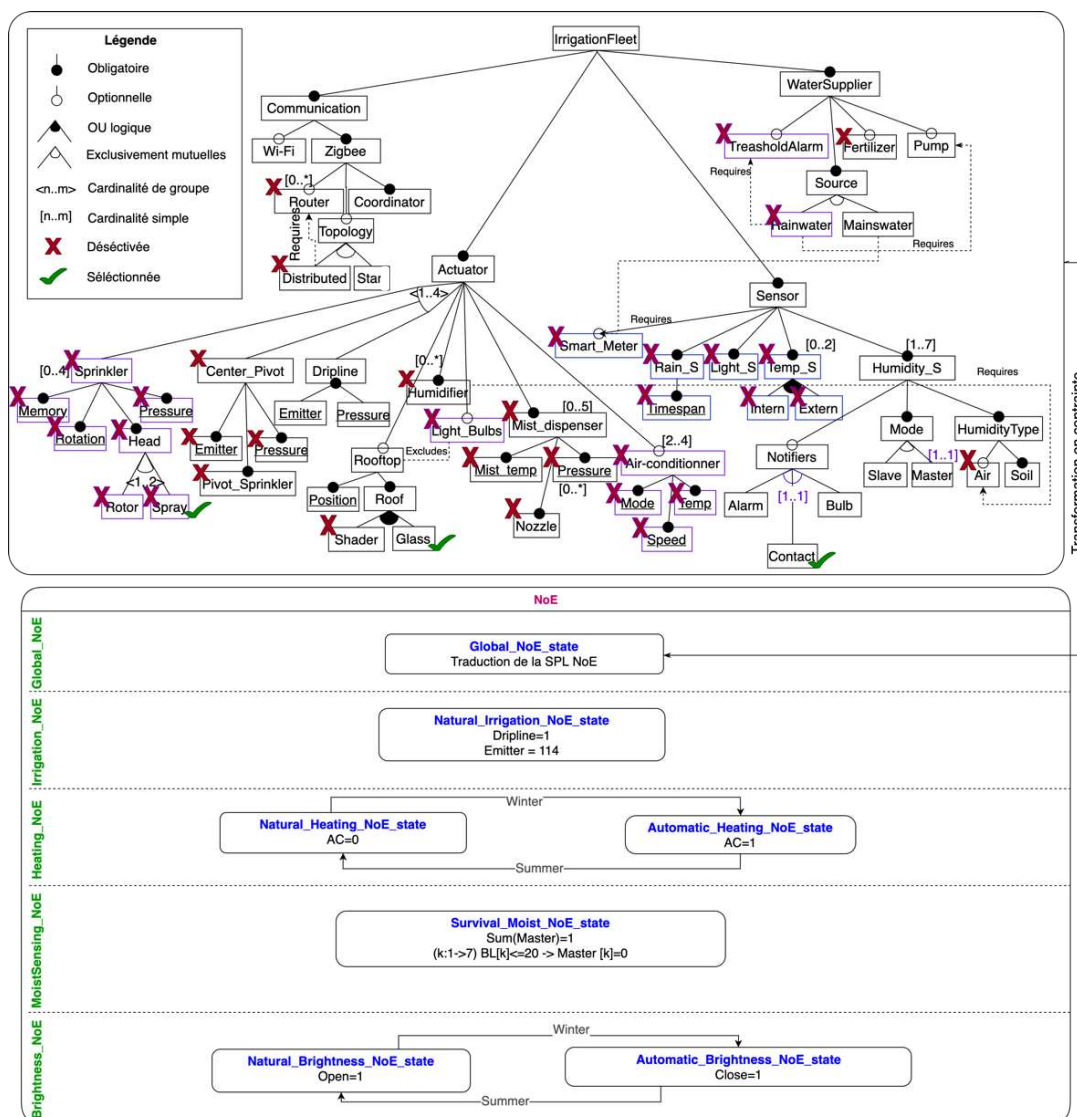 Légende
Obligatoire
Optionnelle
OU logique
Exclusivement mutuelles
<n..m> Cardinalité de groupe
[n..m] Cardinalité simple
Déséctivée
Séléctionnée
IrrigationFleet
Communication
WaterSupplier
Wi-Fi
Zigbee
TreasholdAlarm
Fertilizer
Pump
[0..*]
Router
Coordinator
Requires
Source
Requires
Topology
Rainwater
Mainswater
Requires
Distributed
Star
Actuator
<1..4>
Sensor
Requires
Smart_Meter
[0..2]
[1..7]
Rain_S
Light_S
Temp_S
Humidity_S
Requires
[0..4]
Sprinkler
Center_Pivot
Dripline
[0..*]
Humidifier
Memory
Pressure
Rotation
Head
Emitter
Pressure
Emitter
Pressure
Pivot_Sprinkler
Light_Bulbs
[0..5]
Mist_dispenser
[2..4]
Air-conditionner
Timespan
Intern
Extern
Rooftop
Excludes
Mist_temp
Pressure
[0..*]
Nozzle
Mode
Temp
Speed
Notifiers
Mode
HumidityType
[1..1]
Slave
Master
Air
Soil
<1..2>
Rotor
Spray
Position
Roof
Shader
Glass
[1..1]
Alarm
Bulb
Contact
Transformation en contrainte
NoE
Global_NoE
Global_NoE_state
Traduction de la SPL NoE
Irrigation_NoE
Natural_Irrigation_NoE_state
Dripline=1
Emitter = 114
Heating_NoE
Winter
Natural_Heating_NoE_state
AC=0
Automatic_Heating_NoE_state
AC=1
Summer
MoistSensing_NoE
Survival_Moist_NoE_state
Sum(Master)=1
(k:1->7) BL[k]<=20 -> Master [k]=0
Brightness_NoE
Winter
Natural_Brightness_NoE_state
Open=1
Automatic_Brightness_NoE_state
Close=1
Summer